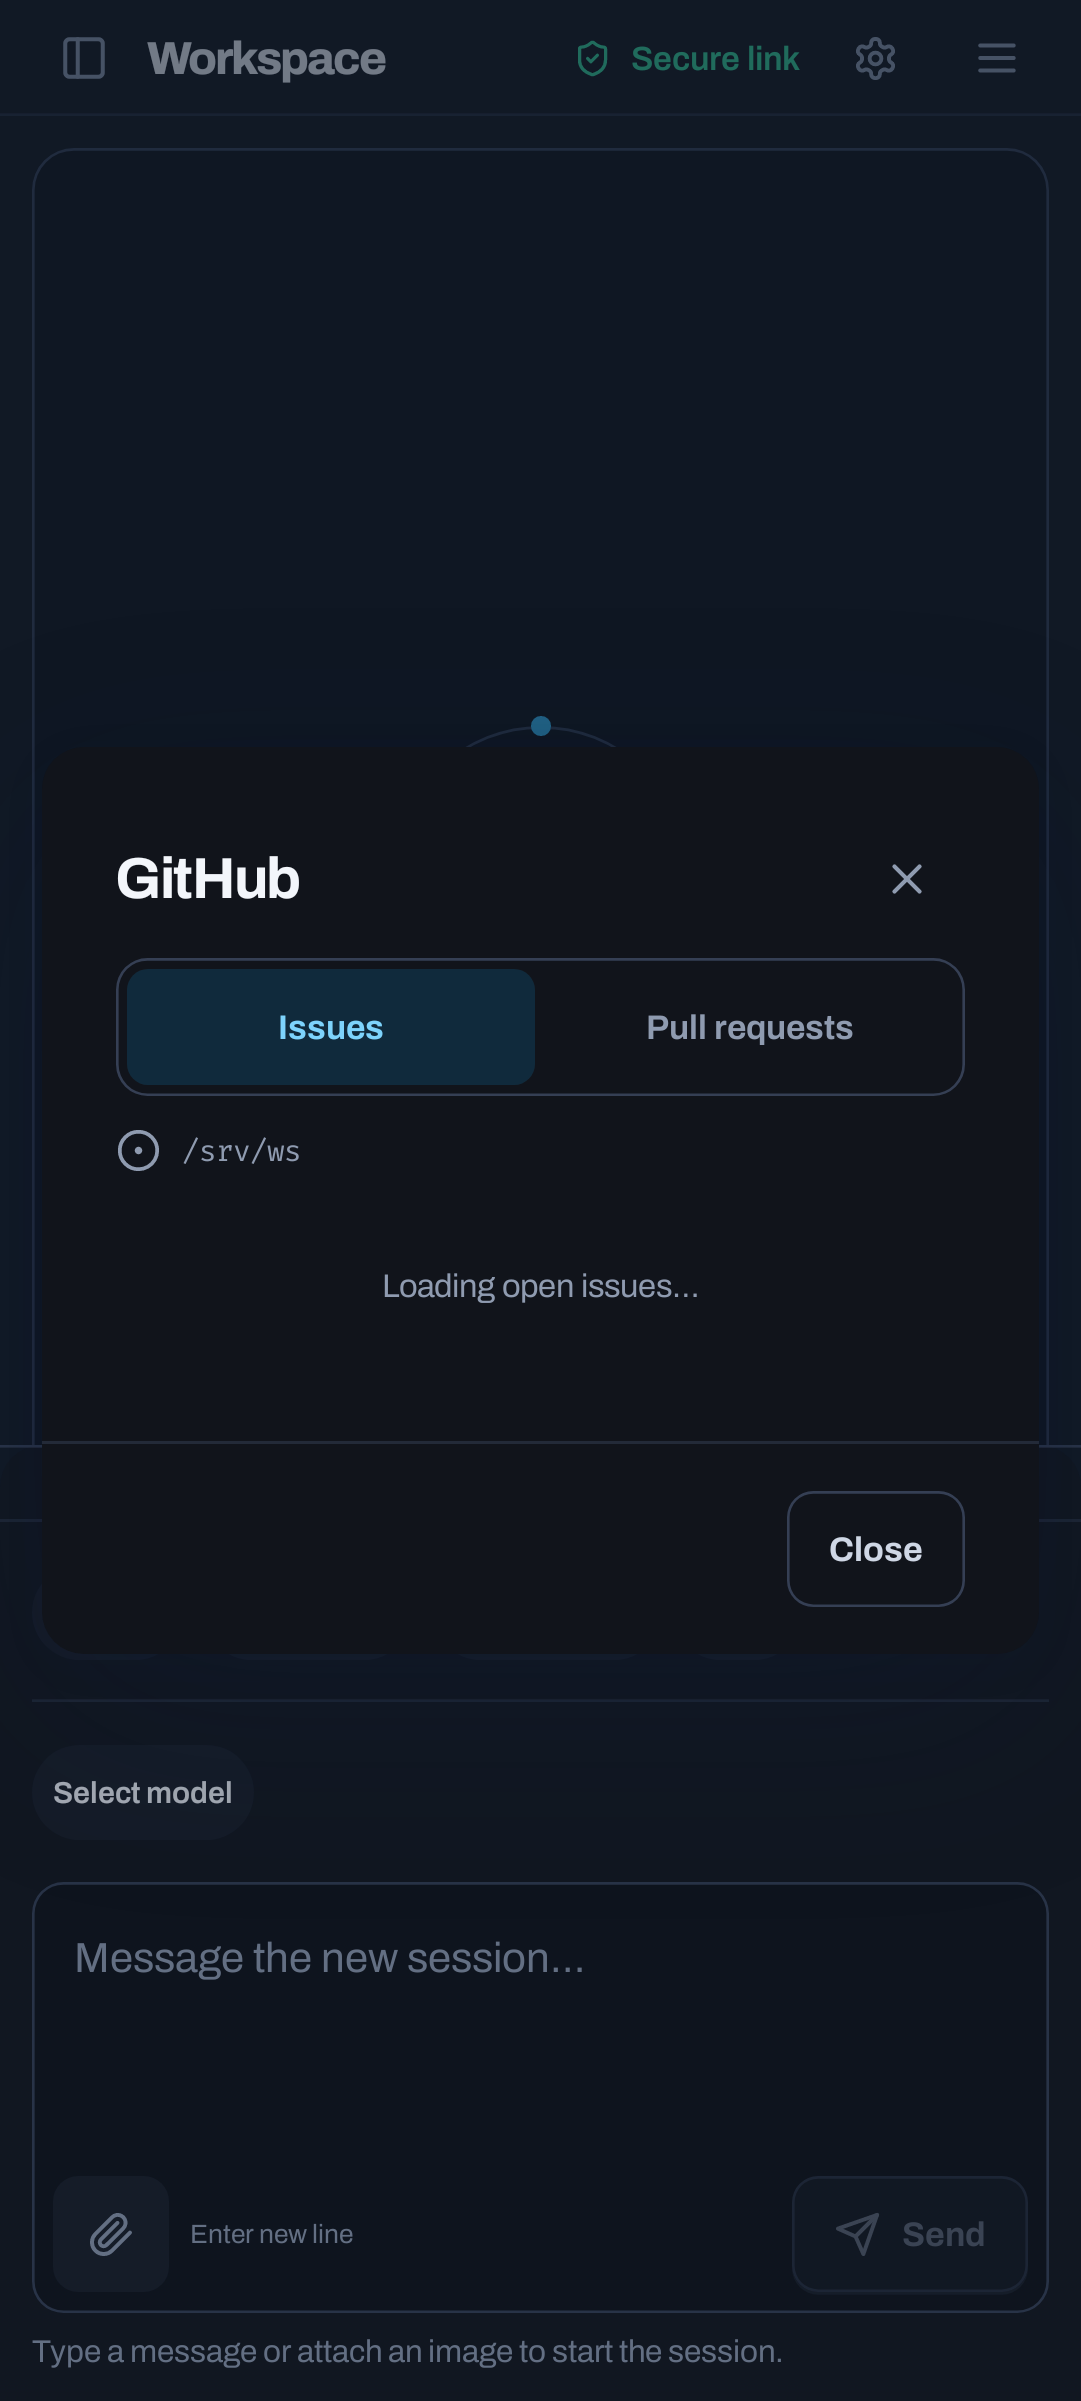 Workspace
Secure link
GitHub
Issues
Pull requests
/srv/ws
Loading open issues...
Close
Select model
Message the new session...
Enter new line
Send
Type a message or attach an image to start the session.